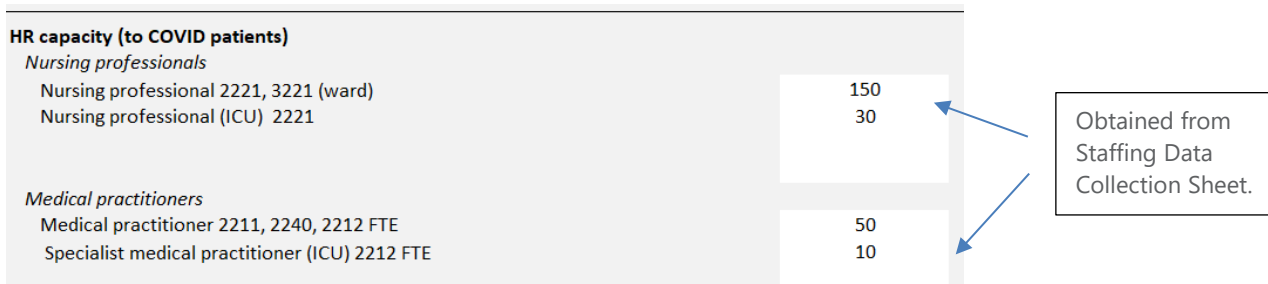 HR capacity (to COVID patients)
Nursing professionals
Nursing professional 2221, 3221 (ward) 150
Nursing professional (ICU) 2221 30
Medical practitioners
Medical practitioner 2211, 2240, 2212 FTE 50
Specialist medical practitioner (ICU) 2212 FTE 10
Obtained from
Staffing Data
Collection Sheet.